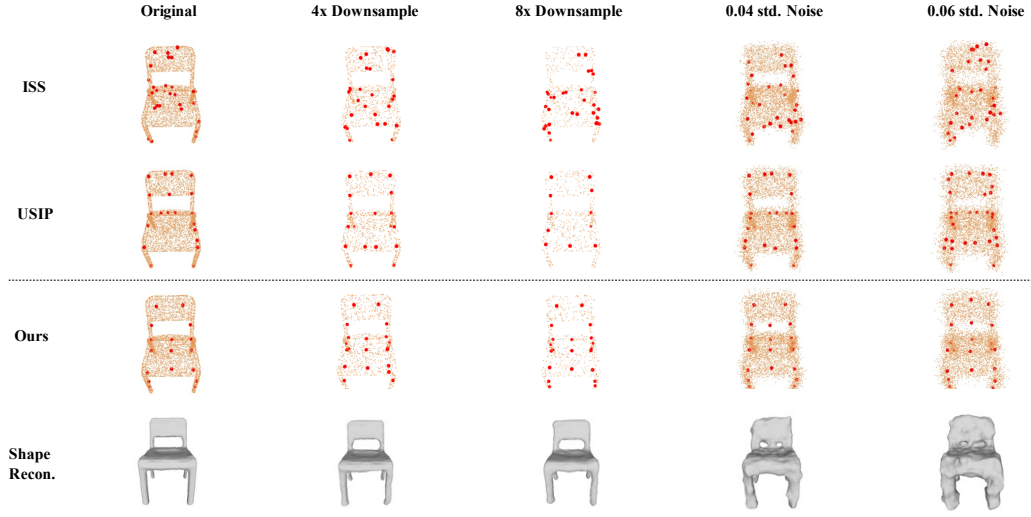 Original 4x Downsample 8x Downsample 0.04 std. Noise 0.06 std. Noise
ISS
USIP
Ours
Shape
Recon.